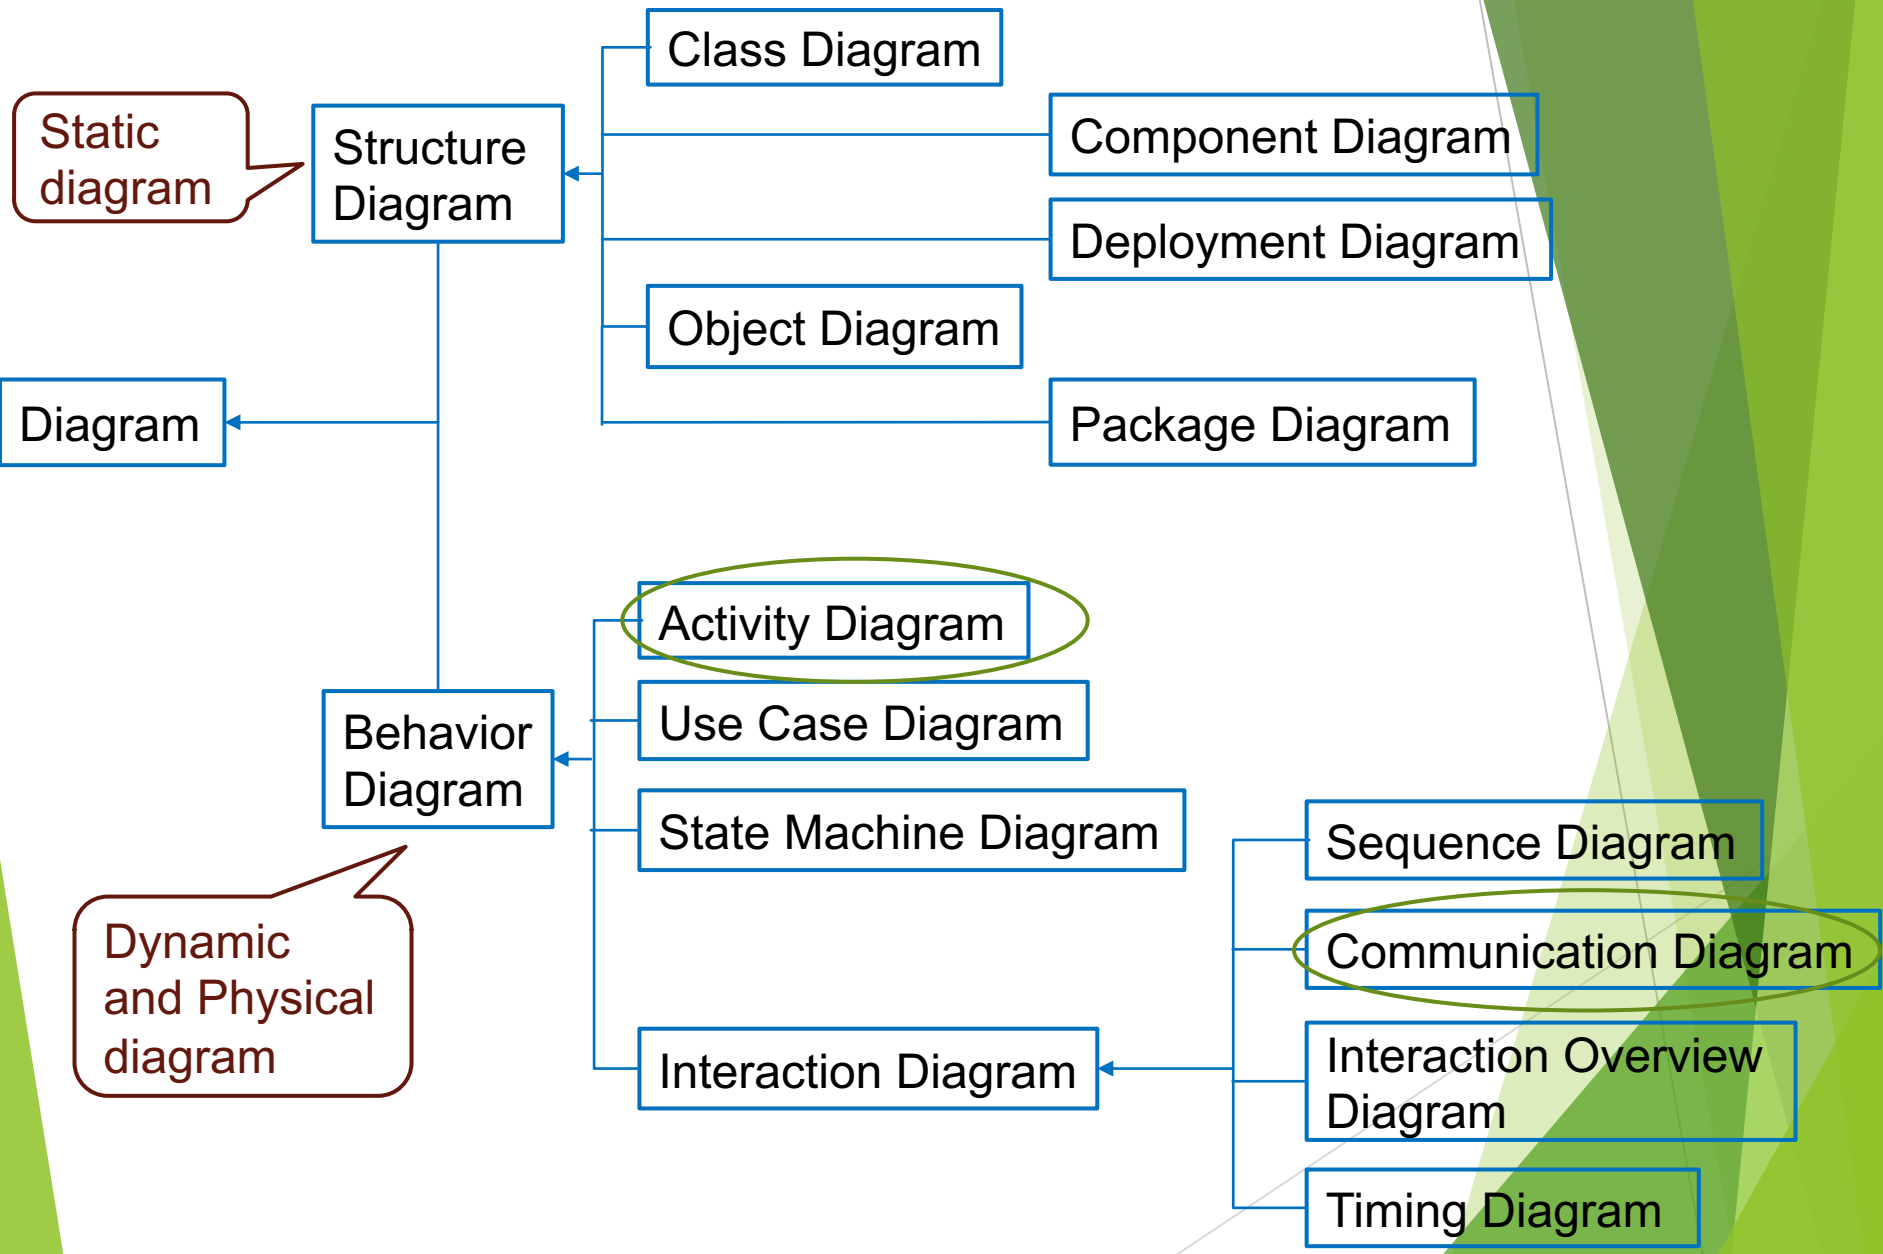 Class Diagram
Static
diagram
Structure
Diagram
Component Diagram
Deployment Diagram
Object Diagram
Diagram
Package Diagram
Activity Diagram
Use Case Diagram
Behavior
Diagram
State Machine Diagram
Sequence Diagram
Dynamic
and Physical
diagram
Communication Diagram
Interaction Diagram
Interaction Overview
Diagram
Timing Diagram